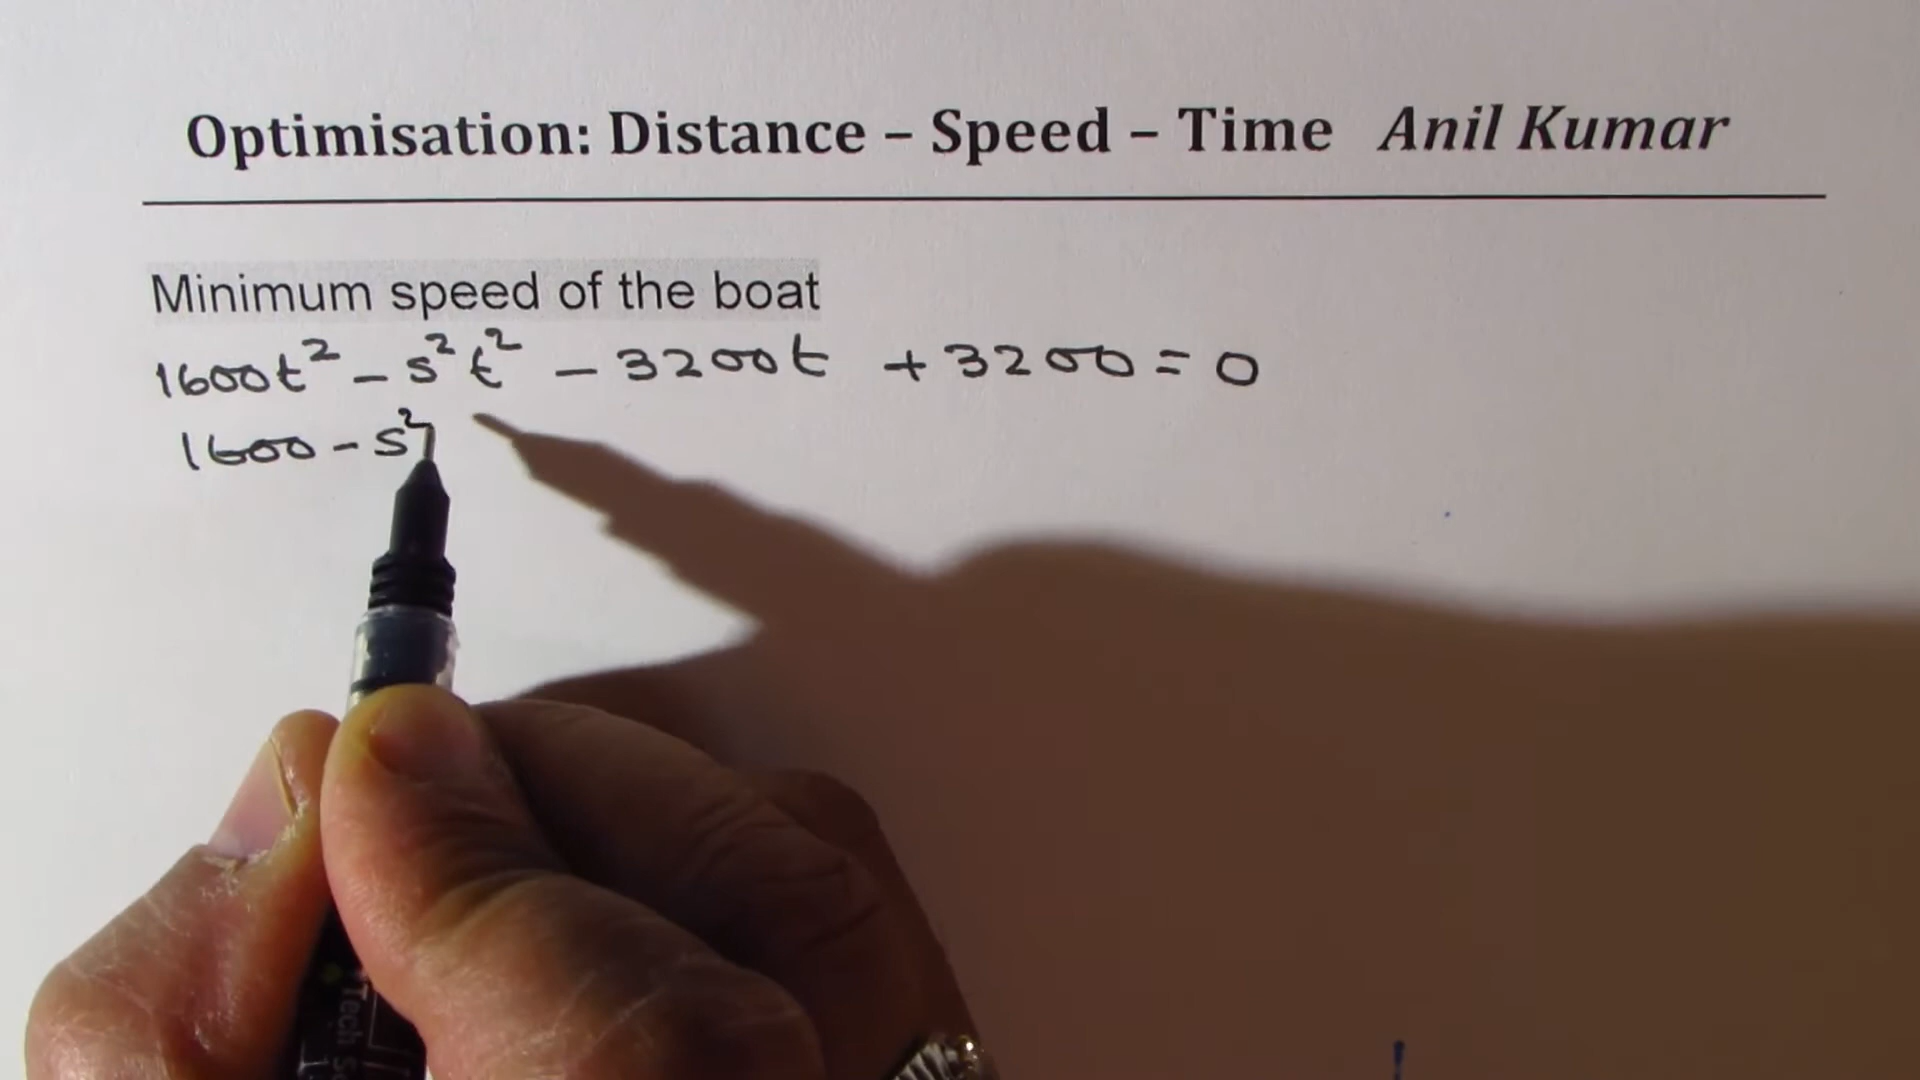 Optimisation: Distance – Speed – Time Anil Kumar
Minimum speed of the boat
1600t² – s²t² – 3200t + 3200 = 0
1600 – s²